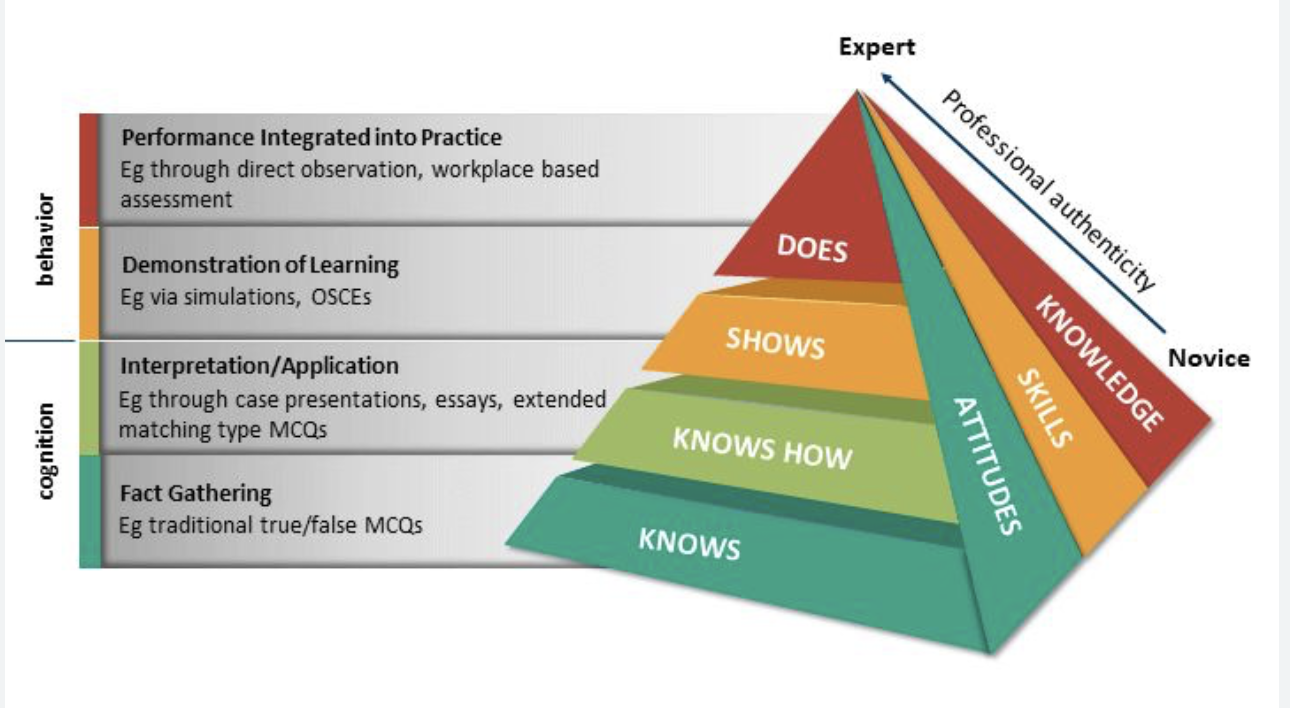 Expert
Professional authenticity
Novice
behavior
cognition
Performance Integrated into Practice
Eg through direct observation, workplace based
assessment
Demonstration of Learning
Eg via simulations, OSCEs
Interpretation/Application
Eg through case presentations, essays, extended
matching type MCQs
Fact Gathering
Eg traditional true/false MCQs
DOES
SHOWS
KNOWS HOW
KNOWS
ATTITUDES
SKILLS
KNOWLEDGE